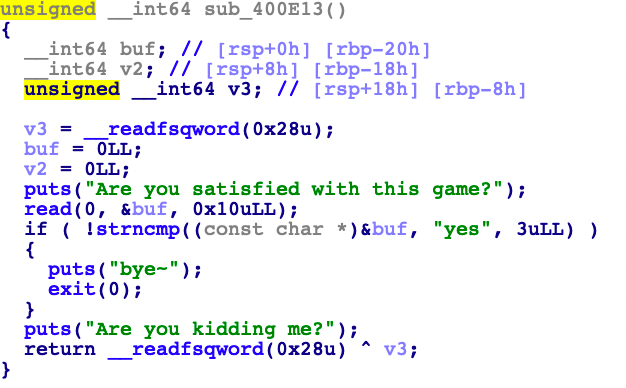 unsigned __int64 sub_400E13()
{
__int64 buf; // [rsp+0h] [rbp-20h]
__int64 v2; // [rsp+8h] [rbp-18h]
unsigned __int64 v3; // [rsp+18h] [rbp-8h]
v3 = __readfsqword(0x28u);
buf = 0LL;
v2 = 0LL;
puts("Are you satisfied with this game?");
read(0, &buf, 0x10uLL);
if ( !strncmp((const char *)&buf, "yes", 3uLL) )
{
puts("bye~");
exit(0);
}
puts("Are you kidding me?");
return __readfsqword(0x28u) ^ v3;
}